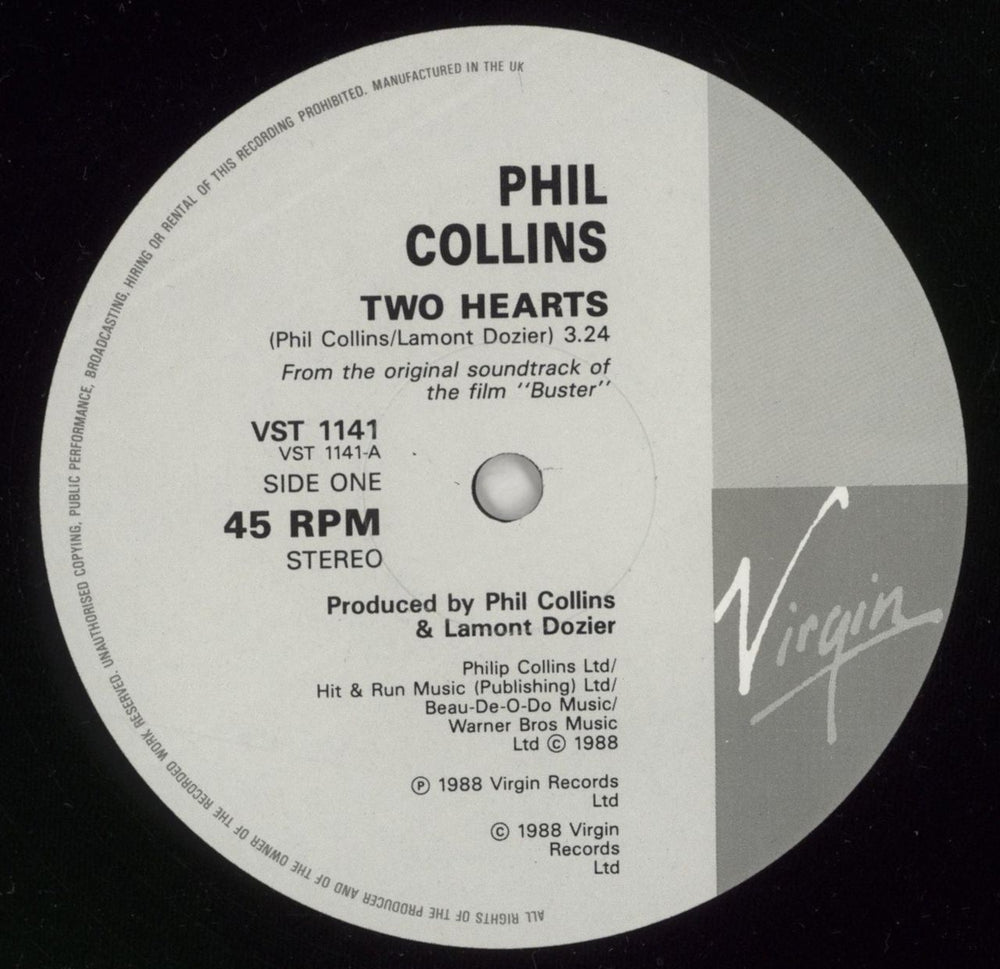 PHIL
COLLINS
TWO HEARTS
(Phil Collins/Lamont Dozier) 3.24
From the original soundtrack of
the film ''Buster''
VST 1141
VST 1141-A
SIDE ONE
45 RPM
STEREO
Produced by Phil Collins
& Lamont Dozier
Philip Collins Ltd/
Hit & Run Music (Publishing) Ltd/
Beau-De-O-Do Music/
Warner Bros Music
Ltd © 1988
℗ 1988 Virgin Records
Ltd
© 1988 Virgin
Records
Ltd
Virgin
ALL RIGHTS OF THE PRODUCER AND OF THE OWNER OF THE RECORDED WORK RESERVED. UNAUTHORISED COPYING, PUBLIC PERFORMANCE, BROADCASTING, HIRING OR RENTAL OF THIS RECORDING PROHIBITED. MANUFACTURED IN THE UK